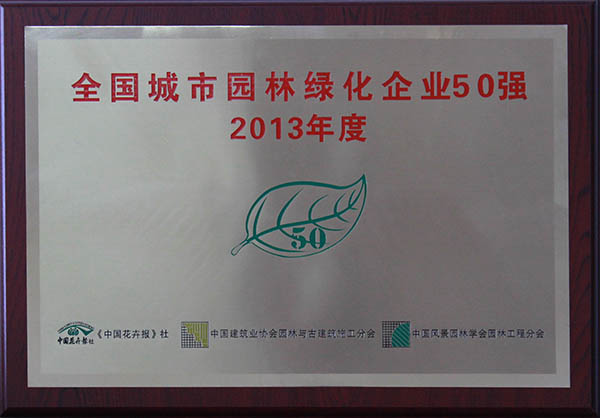 全国城市园林绿化企业50强
2013年度
50
中国花卉报社
《中国花卉报》社
中国建筑业协会园林与古建筑施工分会
中国风景园林学会园林工程分会